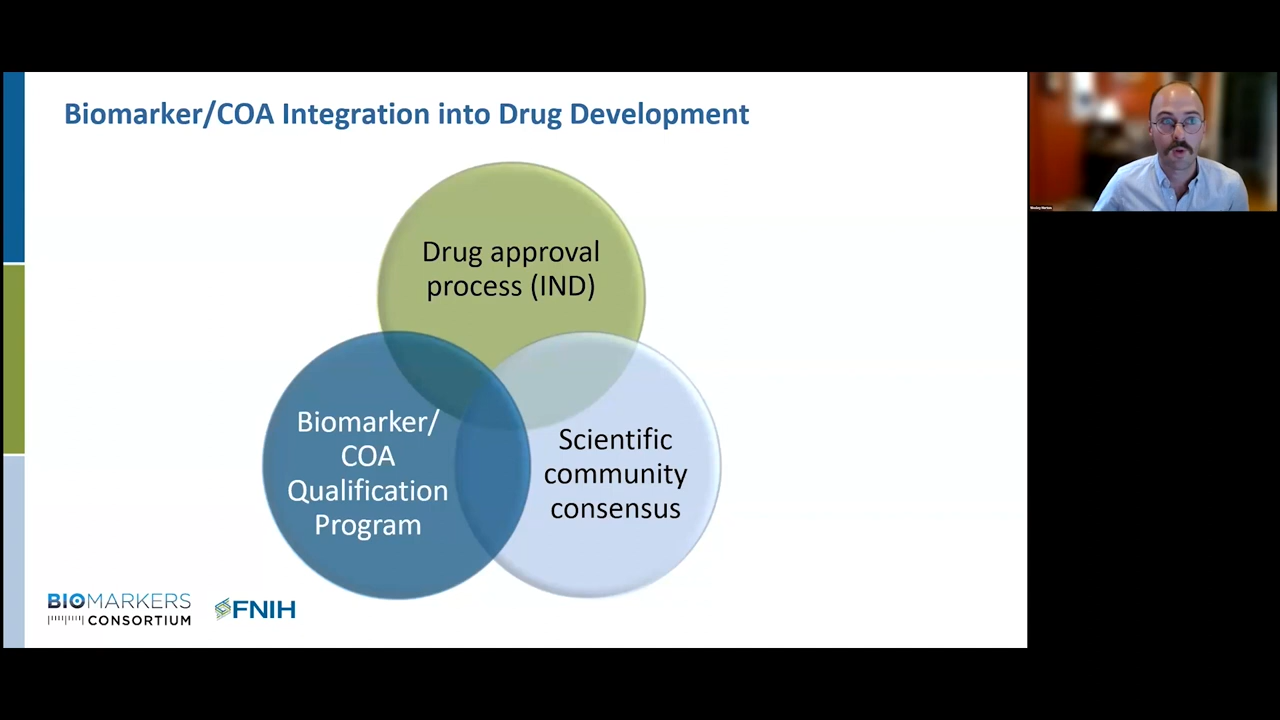 Biomarker/COA Integration into Drug Development
Drug approval
process (IND)
Biomarker/
COA
Qualification
Program
Scientific
community
consensus
BIOMARKERS
CONSORTIUM
FNIH